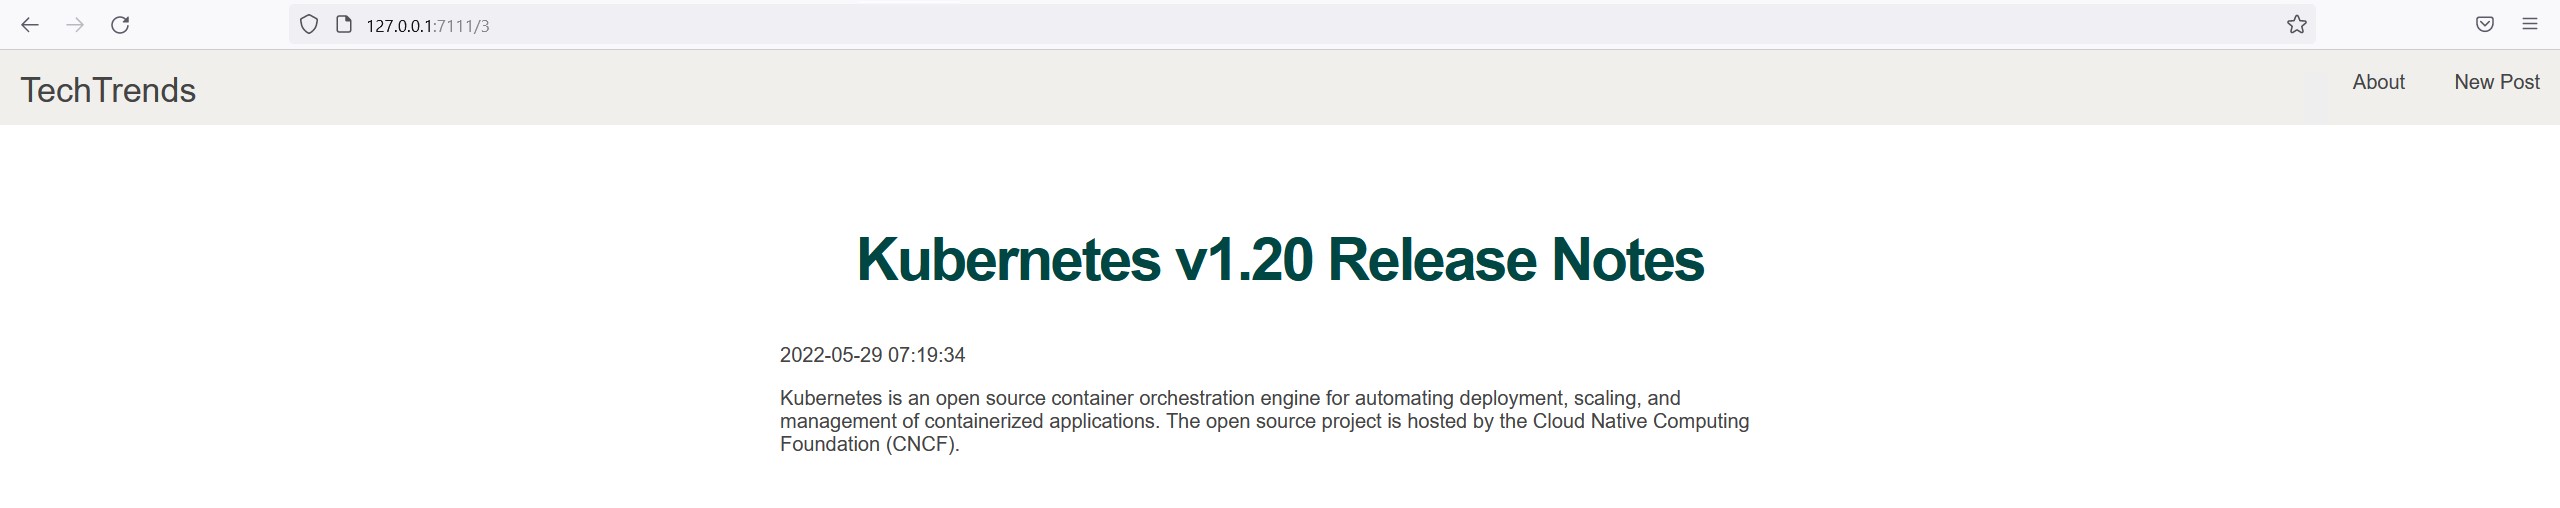 127.0.0.1:7111/3
TechTrends
About
New Post
Kubernetes v1.20 Release Notes
2022-05-29 07:19:34
Kubernetes is an open source container orchestration engine for automating deployment, scaling, and
management of containerized applications. The open source project is hosted by the Cloud Native Computing
Foundation (CNCF).